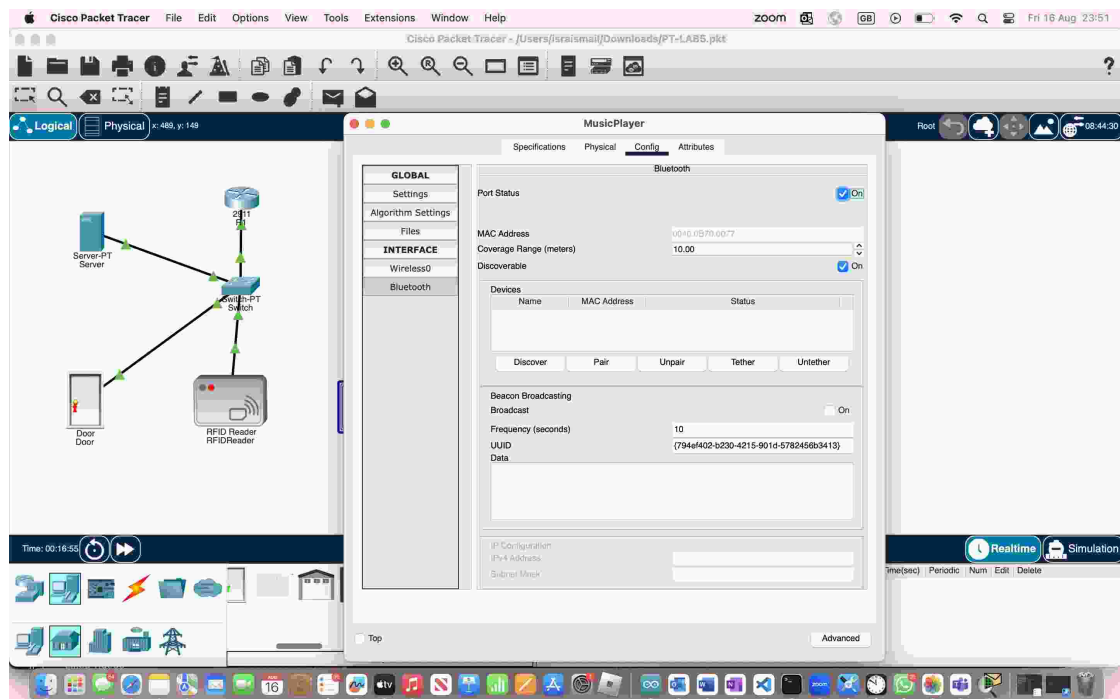 Cisco Packet Tracer File Edit Options View Tools Extensions Window Help zoom GB Fri 16 Aug 23:51
Cisco Packet Tracer - /Users/israismail/Downloads/PT-LABS.pkt
Logical Physical x: 489, y: 149
Root 08:44:30
MusicPlayer
Specifications Physical Config Attributes
GLOBAL
Settings
Algorithm Settings
Files
INTERFACE
Wireless0
Bluetooth
Bluetooth
Port Status On
MAC Address
Coverage Range (meters) 10.00
Discoverable On
Devices
Name MAC Address Status
Discover Pair Unpair Tether Untether
Beacon Broadcasting
Broadcast On
Frequency (seconds) 10
UUID {794ef402-b230-4215-901d-5782456b3413}
Data
IP Configuration
IPv4 Address
Subnet Mask
Top Advanced
2911
R1
Server-PT
Server
Switch-PT
Switch
Door
Door
RFID Reader
RFIDReader
Time: 00:16:55
Realtime Simulation
Time(sec) Periodic Num Edit Delete
AUG
16
tv
zoom